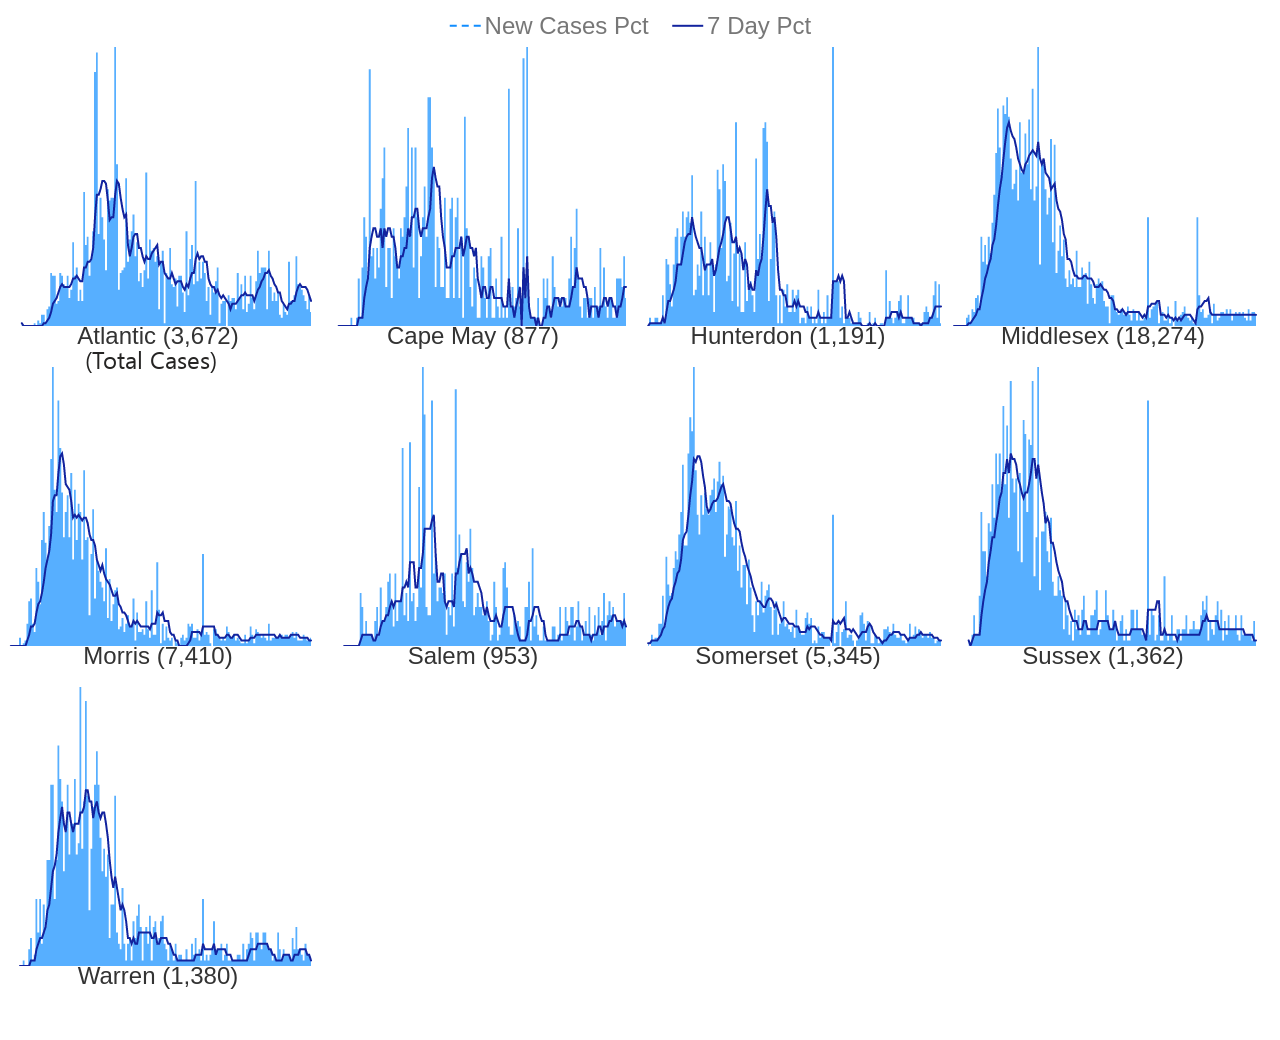 New Cases Pct 7 Day Pct
Atlantic (3,672) Cape May (877) Hunterdon (1,191) Middlesex (18,274)
(Total Cases)
Morris (7,410) Salem (953) Somerset (5,345) Sussex (1,362)
Warren (1,380)